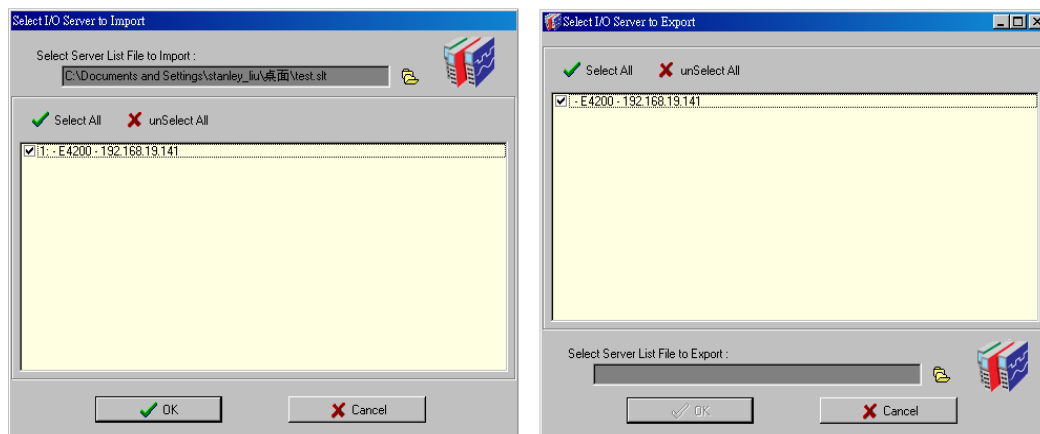 Select I/O Server to Import
Select Server List File to Import :
C:\Documents and Settings\stanley_liu\桌面\test.slt
Select All unSelect All
1: - E4200 - 192.168.19.141
OK Cancel
Select I/O Server to Export
Select All unSelect All
- E4200 - 192.168.19.141
Select Server List File to Export :
OK Cancel